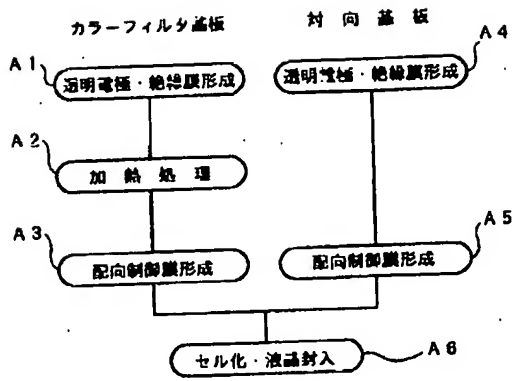 カラーフィルタ基板
対向基板
A1
透明電極・絶縁膜形成
A4
透明電極・絶縁膜形成
A2
加熱処理
A3
配向制御膜形成
A5
配向制御膜形成
セル化・液晶封入
A6